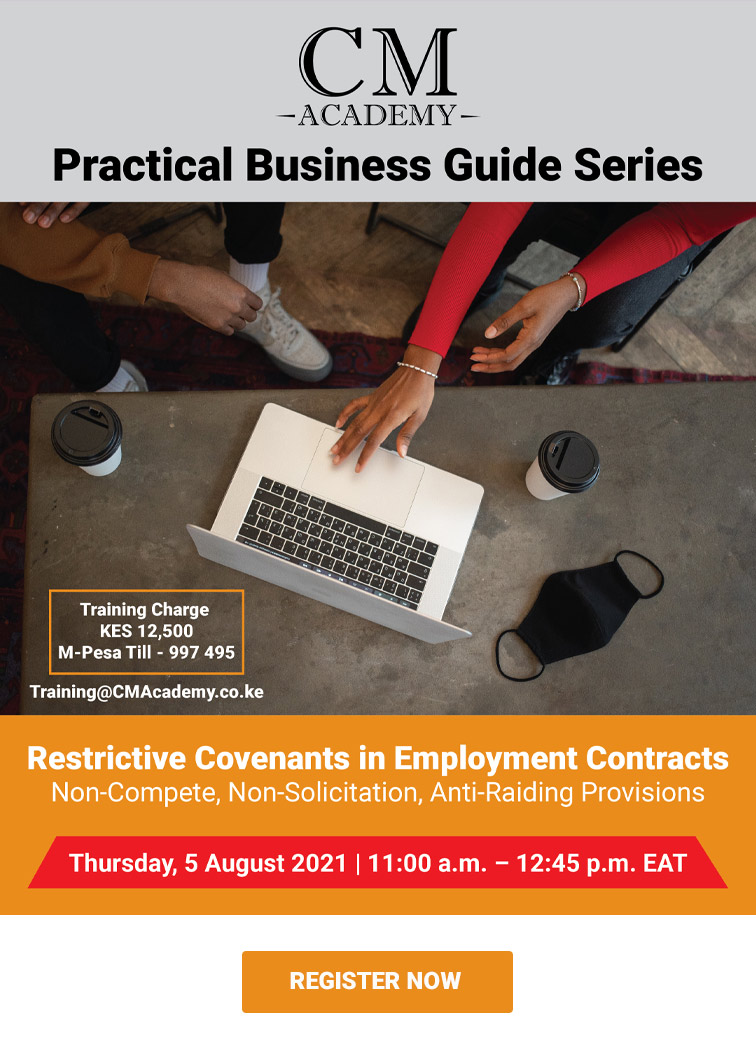 CM
ACADEMY
Practical Business Guide Series
Training Charge
KES 12,500
M-Pesa Till - 997 495
Training@CMAcademy.co.ke
Restrictive Covenants in Employment Contracts
Non-Compete, Non-Solicitation, Anti-Raiding Provisions
Thursday, 5 August 2021 | 11:00 a.m. – 12:45 p.m. EAT
REGISTER NOW